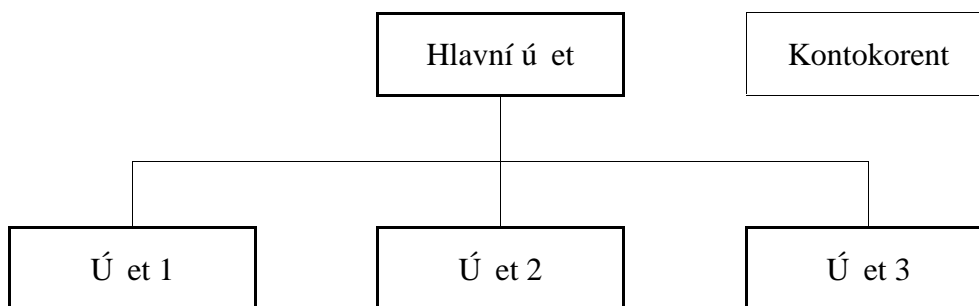 Hlavní ú et
Kontokorent
Ú et 1
Ú et 2
Ú et 3